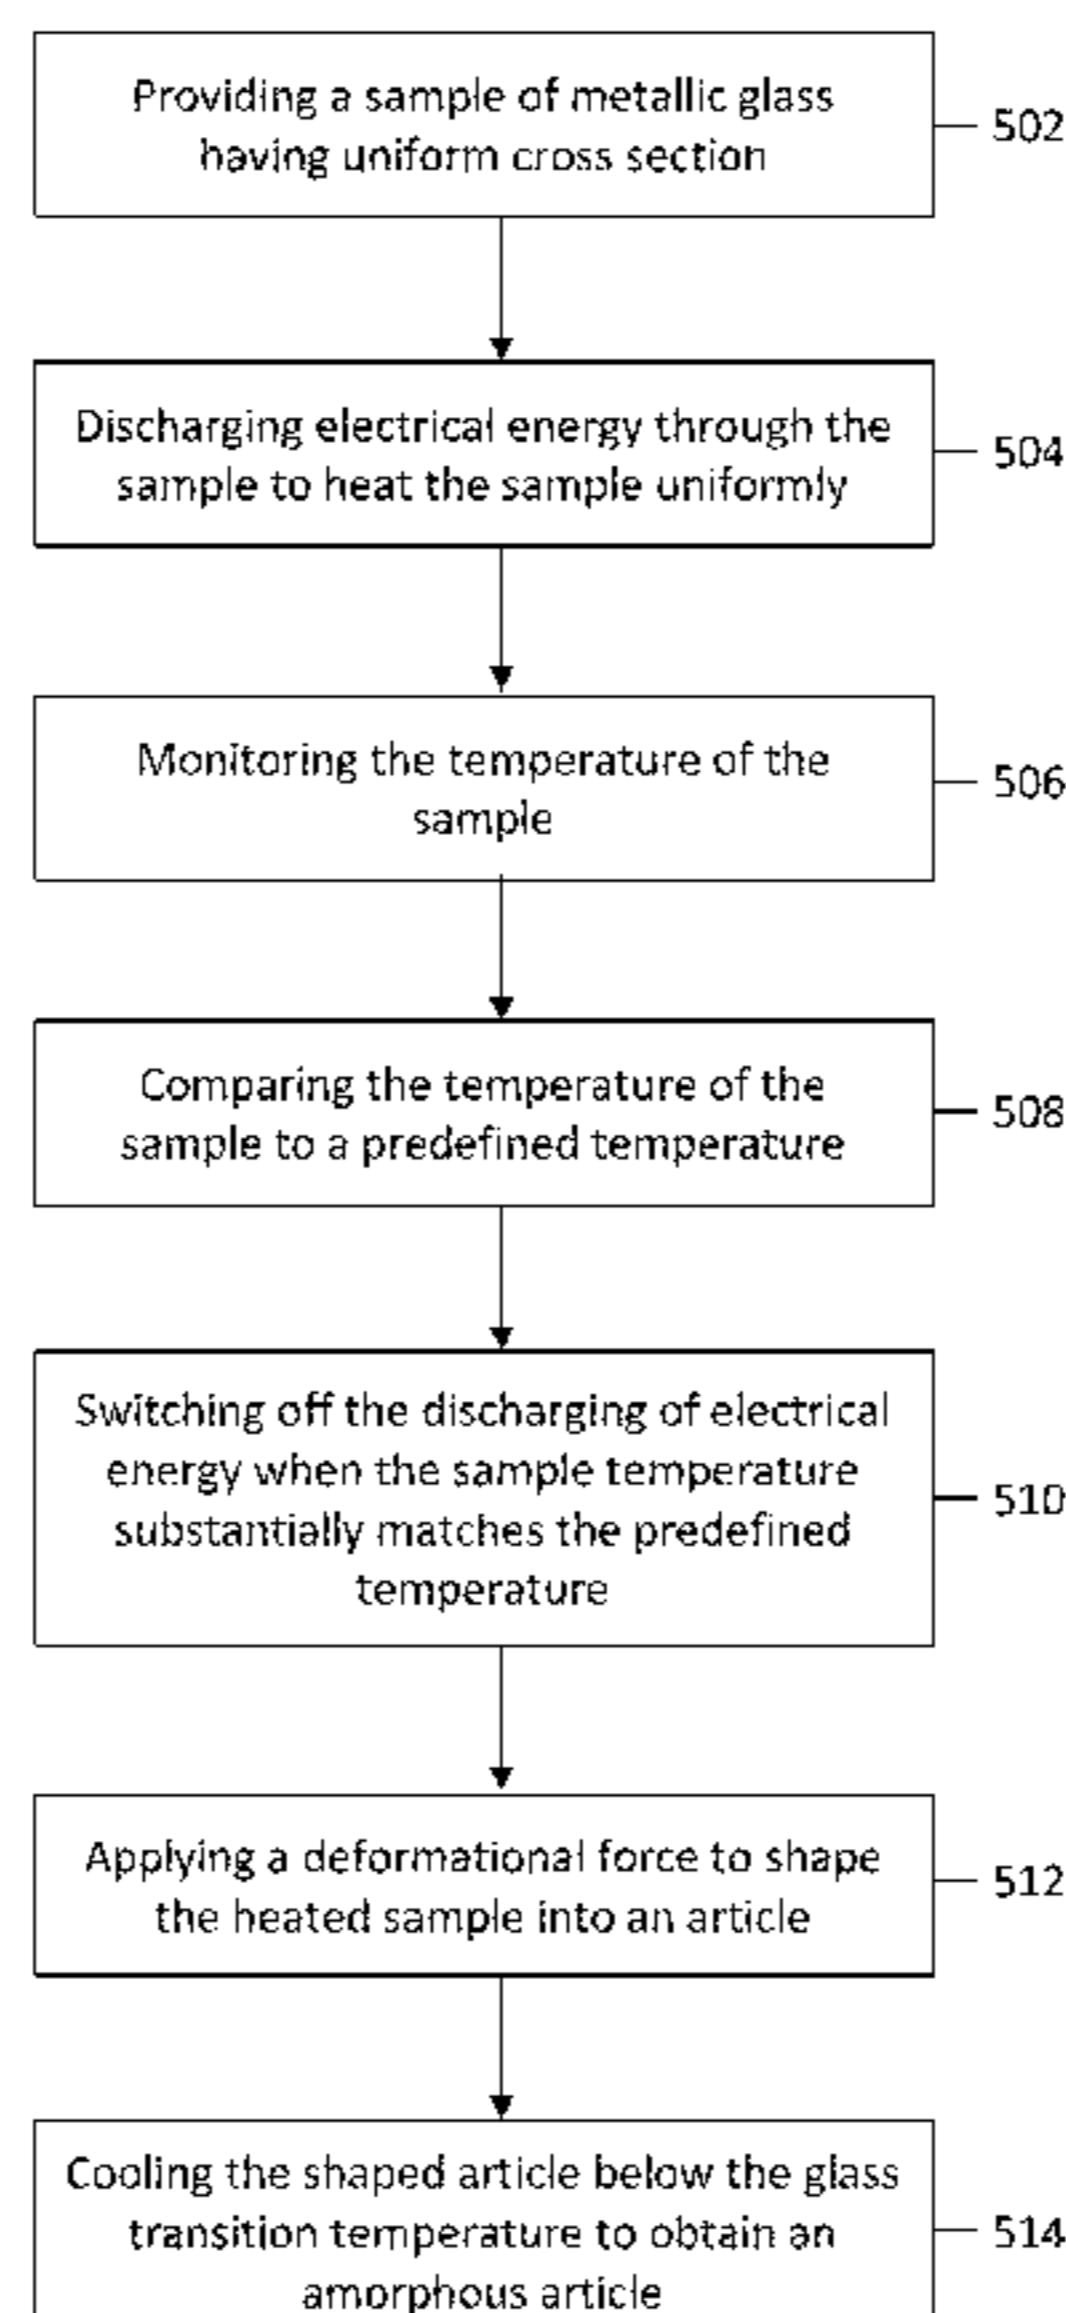 Providing a sample of metallic glass
having uniform cross section
502
Discharging electrical energy through the
sample to heat the sample uniformly
504
Monitoring the temperature of the
sample
506
Comparing the temperature of the
sample to a predefined temperature
508
Switching off the discharging of electrical
energy when the sample temperature
substantially matches the predefined
temperature
510
Applying a deformational force to shape
the heated sample into an article
512
Cooling the shaped article below the glass
transition temperature to obtain an
amorphous article
514